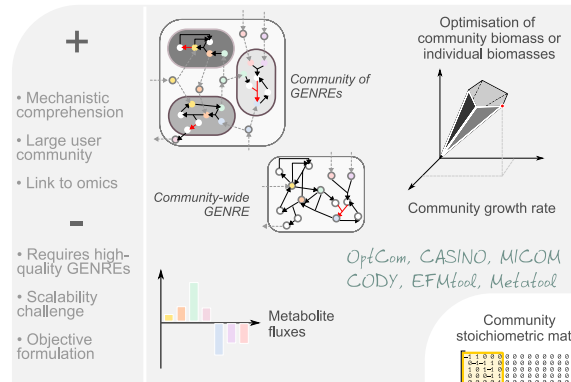 +
• Mechanistic
comprehension
• Large user
community
• Link to omics
-
• Requires high-
quality GENREs
• Scalability
challenge
• Objective
formulation
Community of
GENREs
Community-wide
GENRE
Optimisation of
community biomass or
individual biomasses
Community growth rate
OptCom, CASINO, MICOM
CODY, EFMtool, Metatool
Metabolite
fluxes
Community
stoichiometric mat